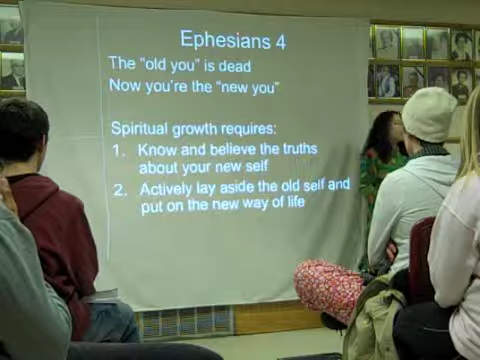 Ephesians 4
The "old you" is dead
Now you're the "new you"
Spiritual growth requires:
1. Know and believe the truths
about your new self
2. Actively lay aside the old self and
put on the new way of life